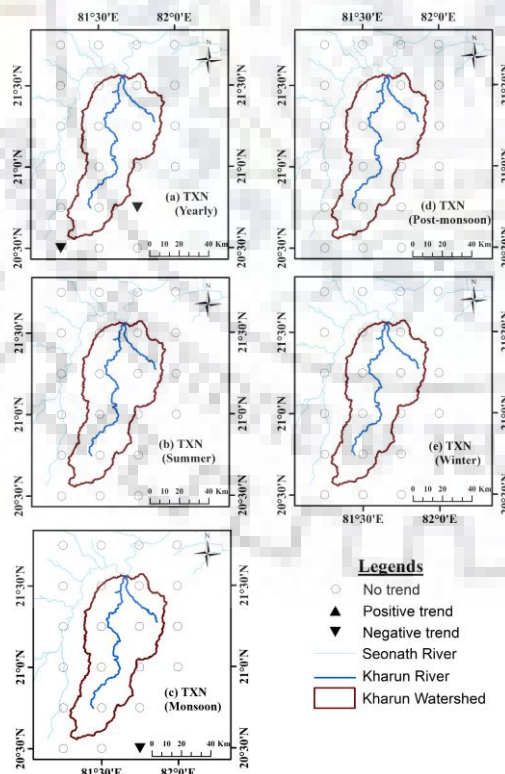 81°30'E 82°0'E
N
21°30'N
21°0'N
20°30'N
(a) TXN
(Yearly)
0 10 20 40 Km
81°30'E 82°0'E
N
21°30'N
21°0'N
20°30'N
(d) TXN
(Post-monsoon)
0 10 20 40 Km
N
21°30'N
21°0'N
20°30'N
(b) TXN
(Summer)
0 10 20 40 Km
N
21°30'N
21°0'N
20°30'N
(e) TXN
(Winter)
0 10 20 40 Km
81°30'E 82°0'E
N
21°30'N
21°0'N
20°30'N
(c) TXN
(Monsoon)
0 10 20 40 Km
81°30'E 82°0'E
Legends
No trend
Positive trend
Negative trend
Seonath River
Kharun River
Kharun Watershed